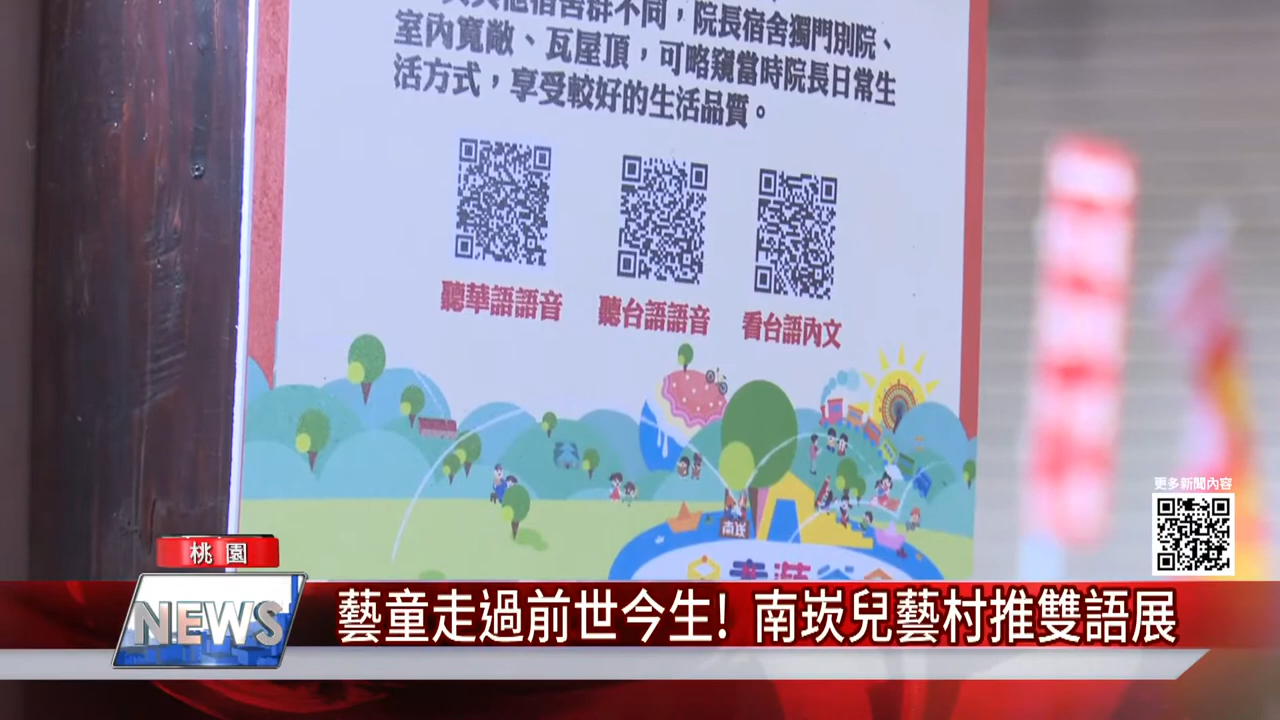 其他宿舍群不同，院長宿舍獨門別院、
室內寬敞、瓦屋頂，可略窺當時院長日常生
活方式，享受較好的生活品質。
聽華語語音
聽台語語音
看台語內文
南崁
更多新聞內容
桃園
NEWS
藝童走過前世今生! 南崁兒藝村推雙語展